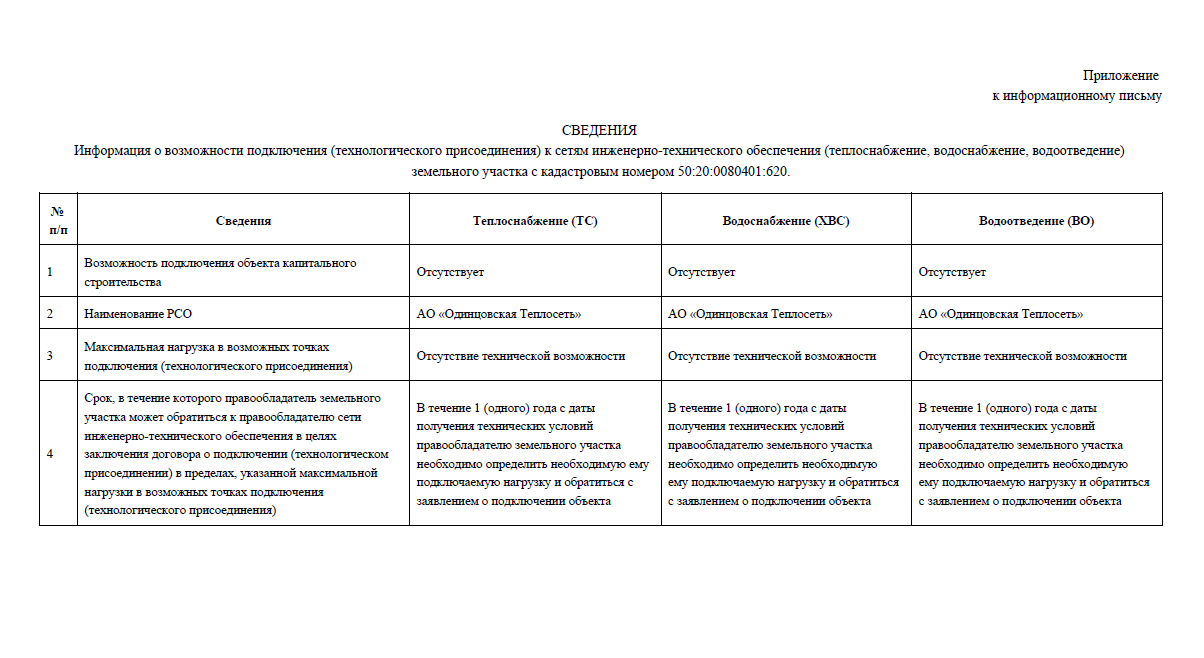 Приложение
к информационному письму
СВЕДЕНИЯ
Информация о возможности подключения (технологического присоединения) к сетям инженерно-технического обеспечения (теплоснабжение, водоснабжение, водоотведение)
земельного участка с кадастровым номером 50:20:0080401:620.
№
п/п
Сведения
Теплоснабжение (ТС)
Водоснабжение (ХВС)
Водоотведение (ВО)
1
Возможность подключения объекта капитального
строительства
Отсутствует
Отсутствует
Отсутствует
2
Наименование РСО
АО «Одинцовская Теплосеть»
АО «Одинцовская Теплосеть»
АО «Одинцовская Теплосеть»
3
Максимальная нагрузка в возможных точках
подключения (технологического присоединения)
Отсутствие технической возможности
Отсутствие технической возможности
Отсутствие технической возможности
4
Срок, в течение которого правообладатель земельного
участка может обратиться к правообладателю сети
инженерно-технического обеспечения в целях
заключения договора о подключении (технологическом
присоединении) в пределах, указанной максимальной
нагрузки в возможных точках подключения
(технологического присоединения)
В течение 1 (одного) года с даты
получения технических условий
правообладателю земельного участка
необходимо определить необходимую ему
подключаемую нагрузку и обратиться с
заявлением о подключении объекта
В течение 1 (одного) года с даты
получения технических условий
правообладателю земельного участка
необходимо определить необходимую
ему подключаемую нагрузку и обратиться
с заявлением о подключении объекта
В течение 1 (одного) года с даты
получения технических условий
правообладателю земельного участка
необходимо определить необходимую
ему подключаемую нагрузку и обратиться
с заявлением о подключении объекта